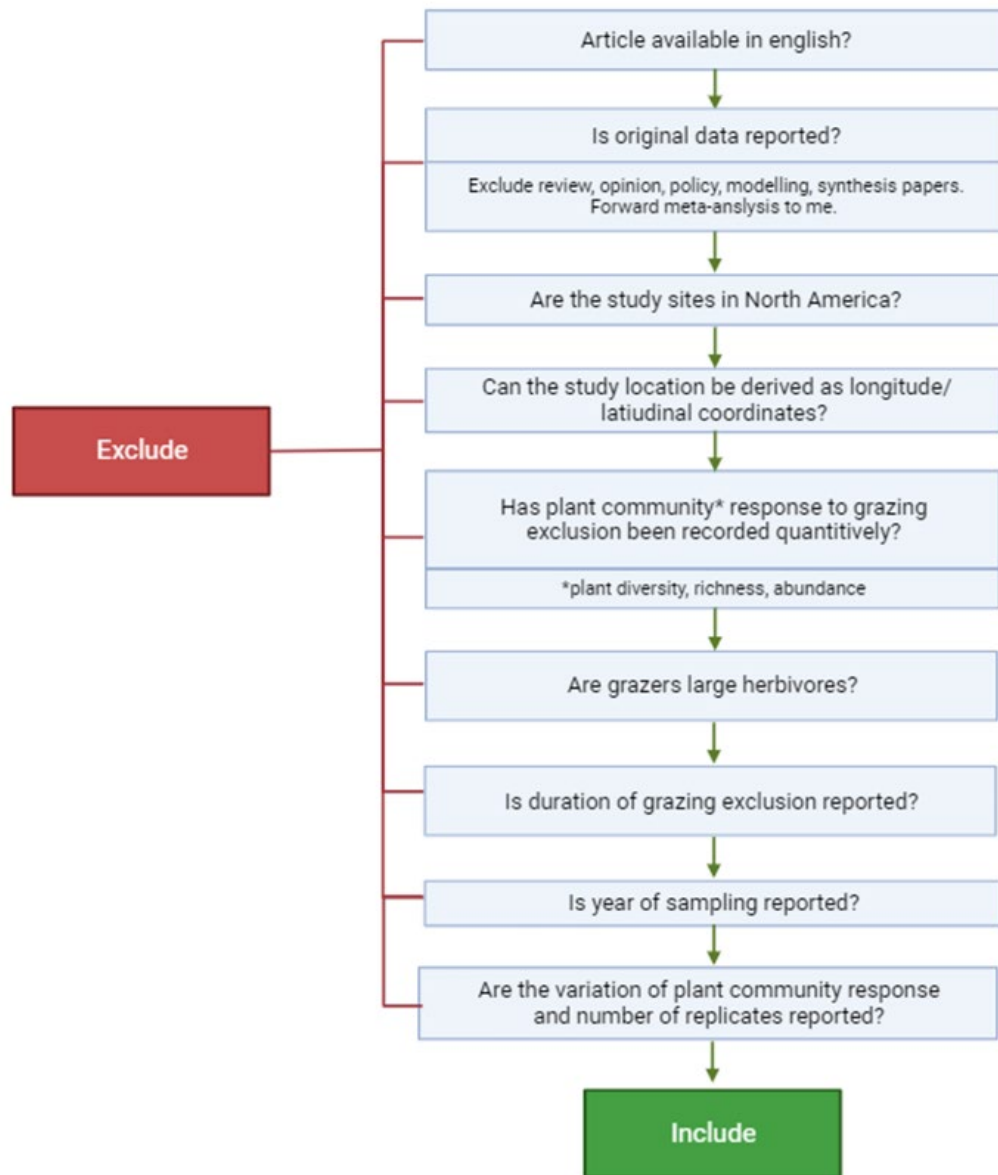 Article available in english?
Is original data reported?
Exclude review, opinion, policy, modelling, synthesis papers.
Forward meta-anslysis to me.
Are the study sites in North America?
Can the study location be derived as longitude/
latiudinal coordinates?
Exclude
Has plant community* response to grazing
exclusion been recorded quantitively?
*plant diversity, richness, abundance
Are grazers large herbivores?
Is duration of grazing exclusion reported?
Is year of sampling reported?
Are the variation of plant community response
and number of replicates reported?
Include